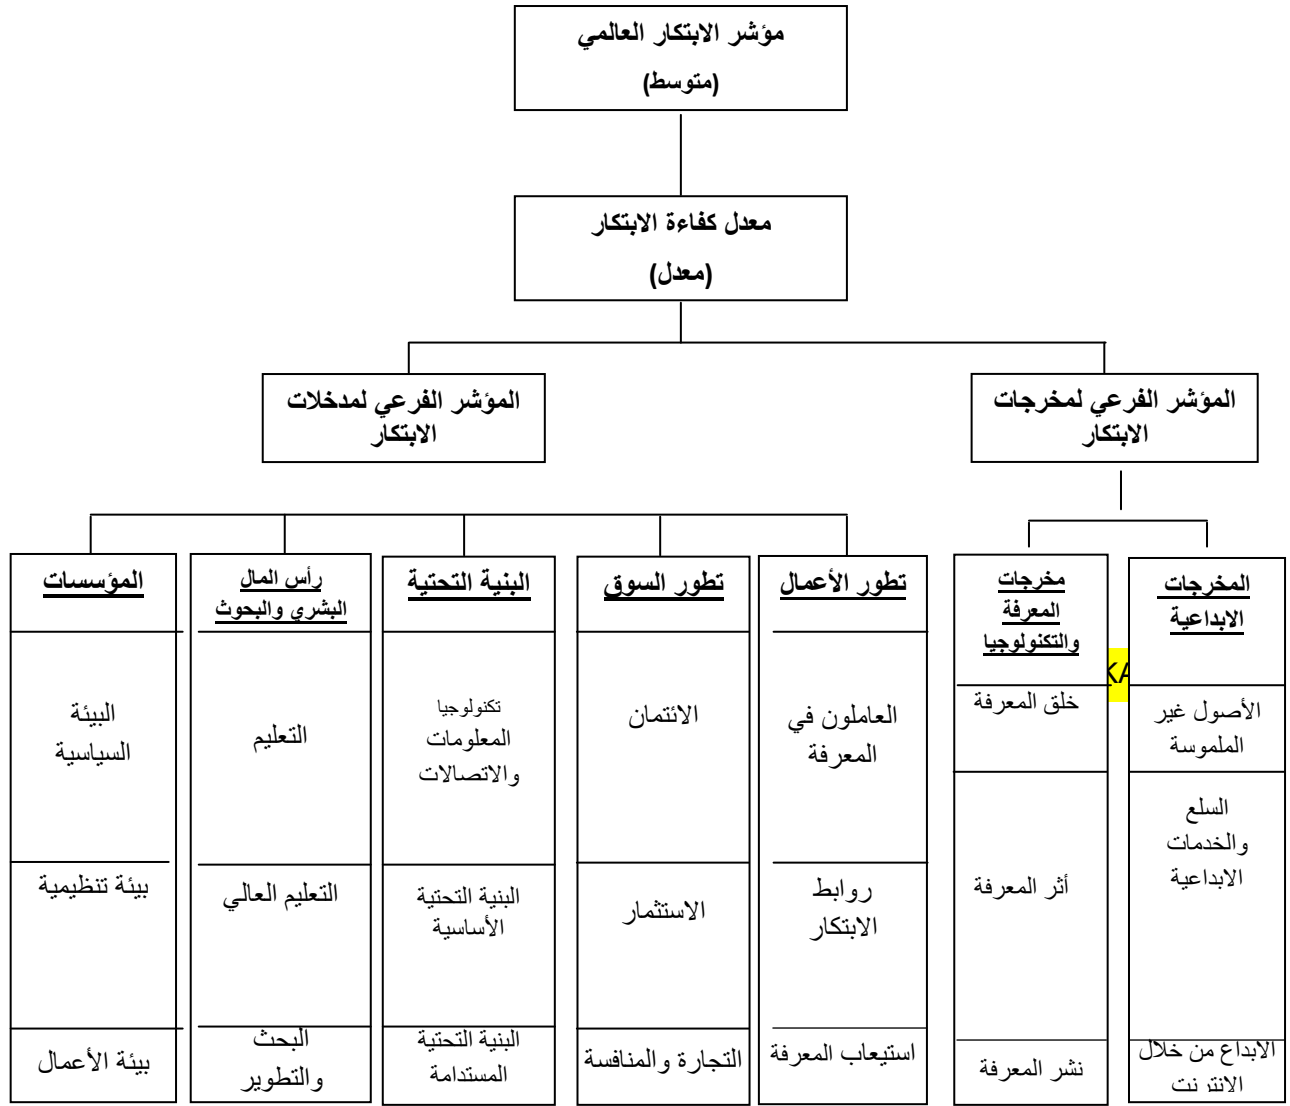 مؤشر الابتكار العالمي
(متوسط)
معدل كفاءة الابتكار
(معدل)
المؤشر الفرعي لمخرجات
الابتكار
المؤشر الفرعي لمدخلات
الابتكار
المخرجات
الابداعية
الأصول غير
الملموسة
السلع
والخدمات
الابداعية
الابداع من خلال
الانترنت
KA
مخرجات
المعرفة
والتكنولوجيا
خلق المعرفة
أثر المعرفة
نشر المعرفة
تطور الأعمال
العاملون في
المعرفة
روابط
الابتكار
استيعاب المعرفة
تطور السوق
الائتمان
الاستثمار
التجارة والمنافسة
البنية التحتية
تكنولوجيا
المعلومات
والاتصالات
البنية التحتية
الأساسية
البنية التحتية
المستدامة
رأس المال
البشري والبحوث
التعليم
التعليم العالي
البحث
والتطوير
المؤسسات
البيئة
السياسية
بيئة تنظيمية
بيئة الأعمال